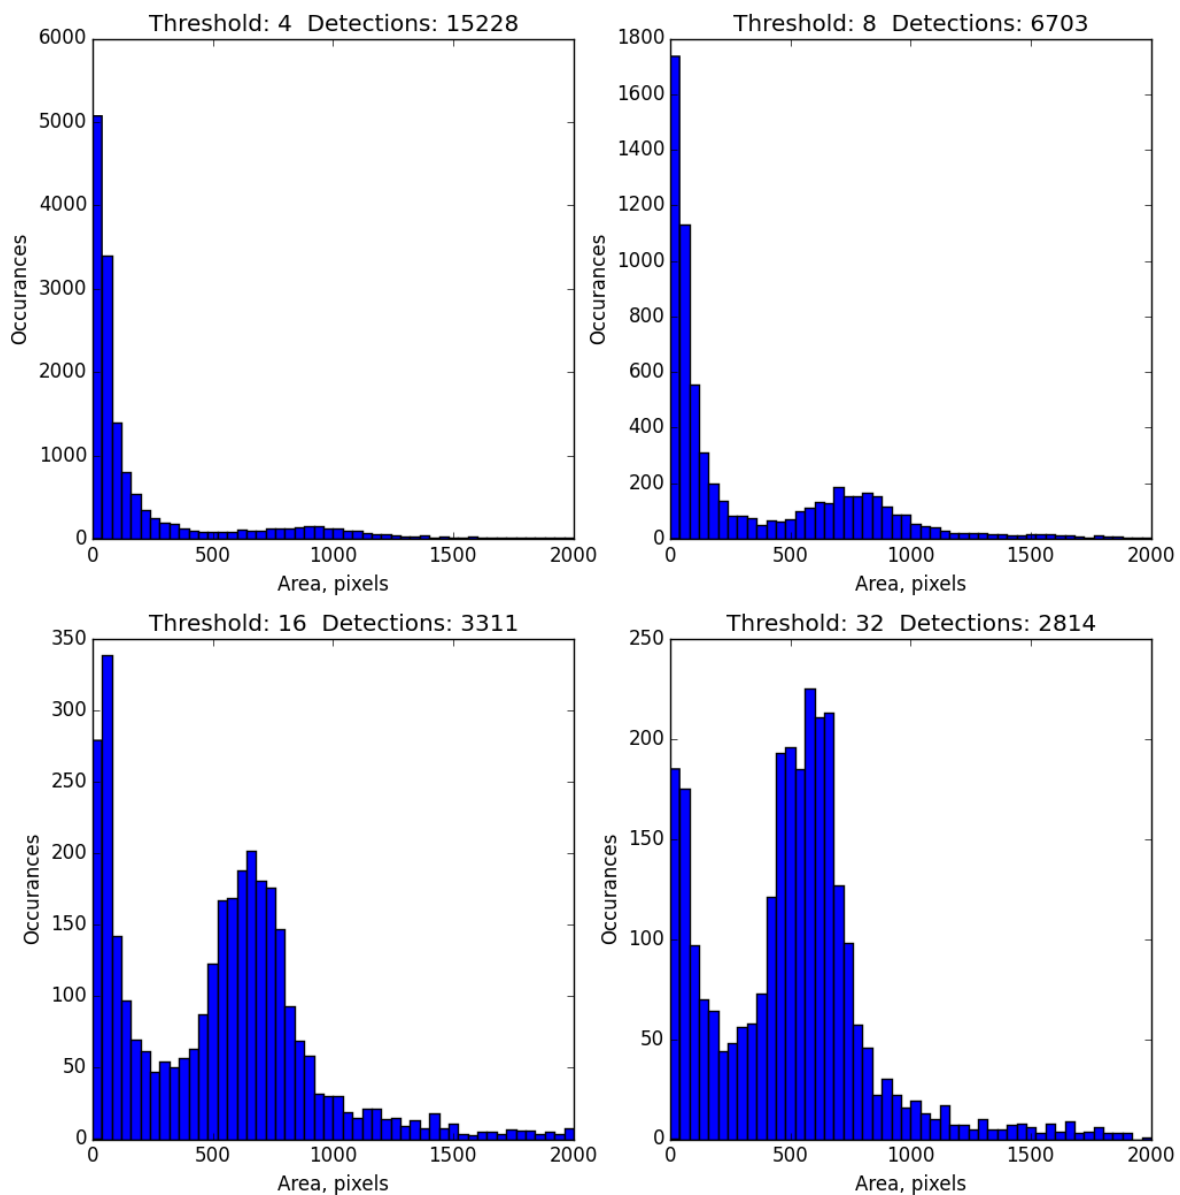 Threshold: 4  Detections: 15228
6000
5000
4000
3000
2000
1000
0
Occurances
0 500 1000 1500 2000
Area, pixels
Threshold: 8  Detections: 6703
1800
1600
1400
1200
1000
800
600
400
200
0
Occurances
0 500 1000 1500 2000
Area, pixels
Threshold: 16  Detections: 3311
350
300
250
200
150
100
50
0
Occurances
0 500 1000 1500 2000
Area, pixels
Threshold: 32  Detections: 2814
250
200
150
100
50
0
Occurances
0 500 1000 1500 2000
Area, pixels